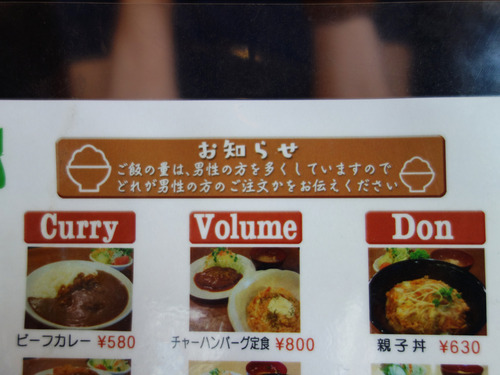 お知らせ
ご飯の量は、男性の方を多くしていますので
どれが男性の方のご注文かをお伝えください
Curry
Volume
Don
ビーフカレー ¥580
チャーハンバーグ定食 ¥800
親子丼 ¥630